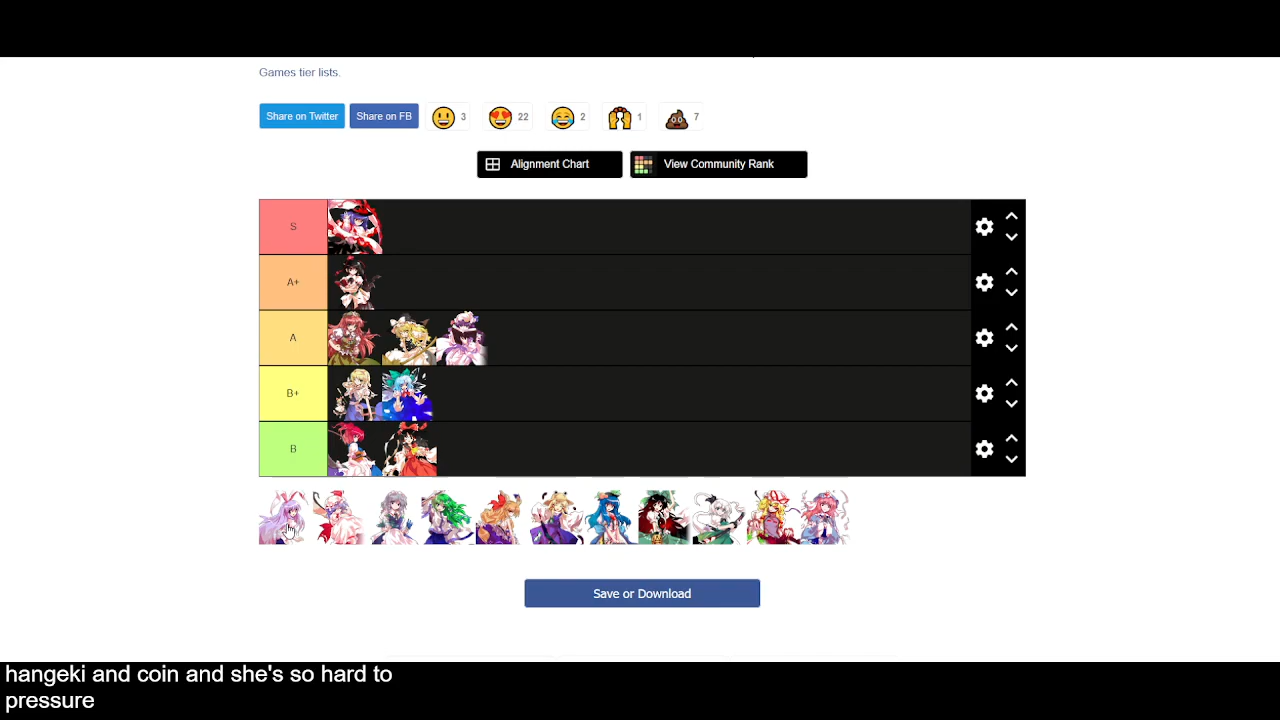 Games tier lists.
Share on Twitter Share on FB 3 22 2 1 7
Alignment Chart View Community Rank
S
A+
A
B+
B
Save or Download
hangeki and coin and she's so hard to
pressure